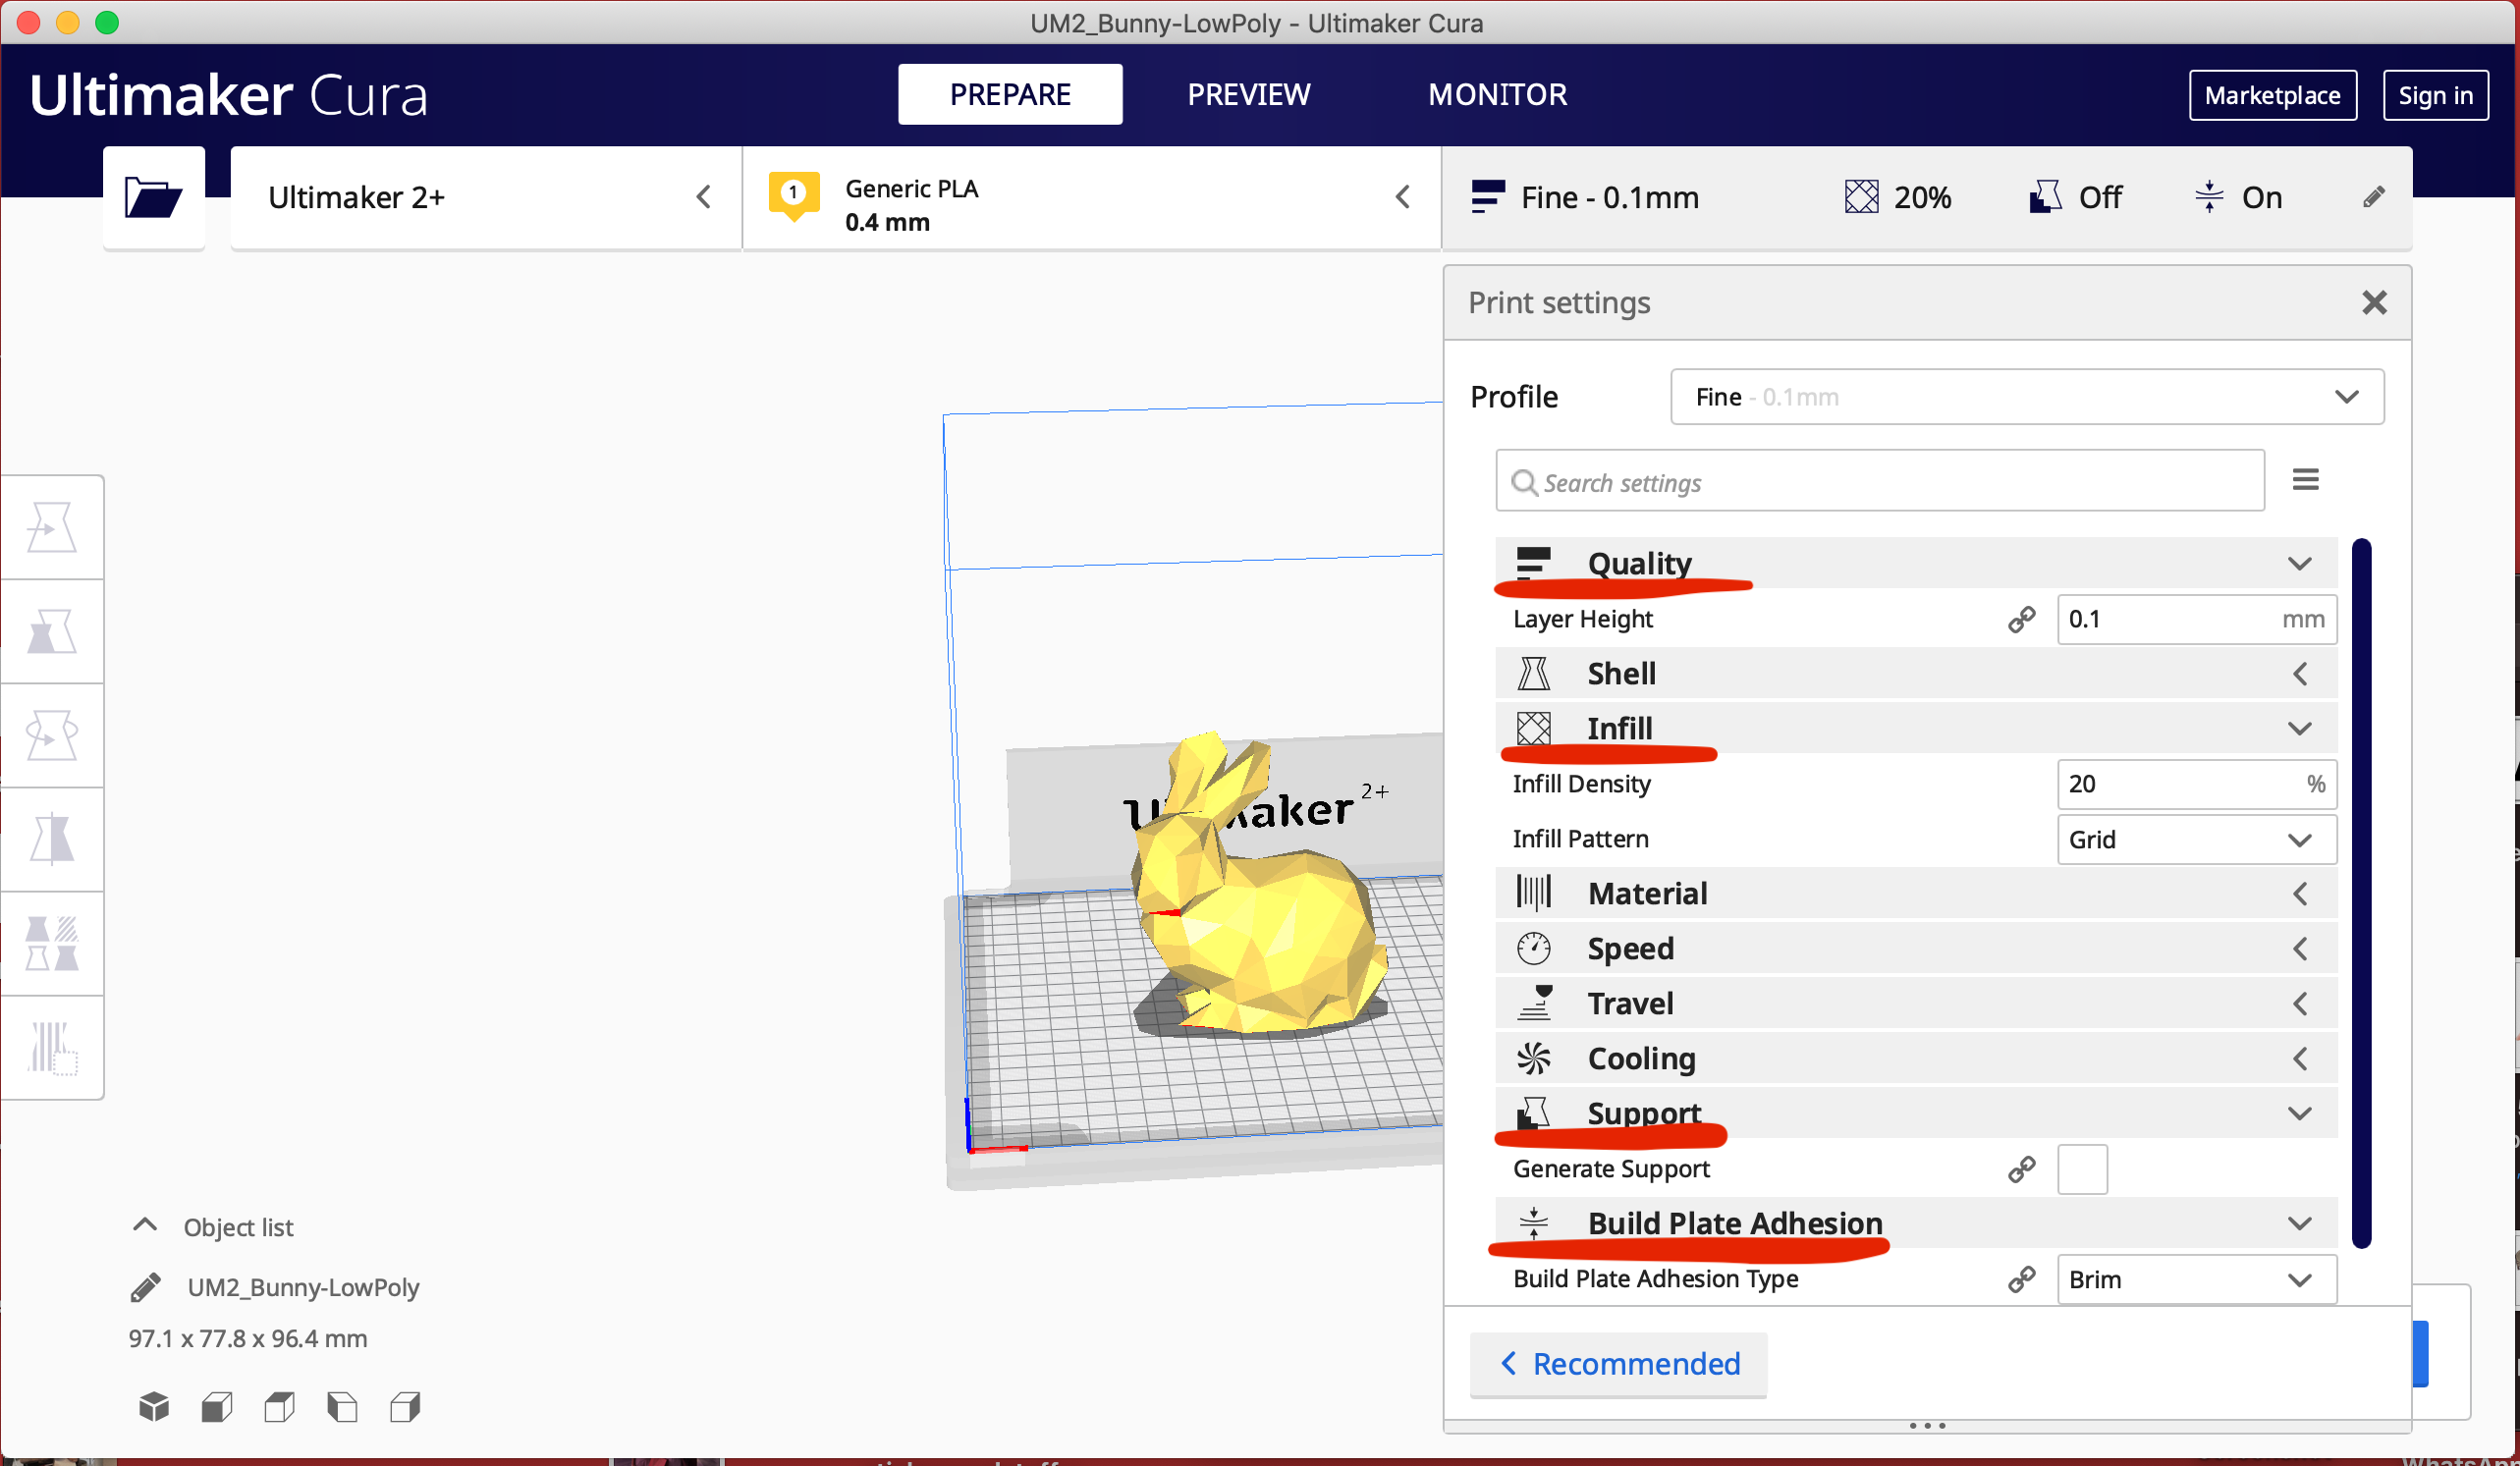 UM2_Bunny-LowPoly - Ultimaker Cura
Ultimaker Cura
PREPARE
PREVIEW
MONITOR
Marketplace
Sign in
Ultimaker 2+
1
Generic PLA
0.4 mm
Fine - 0.1mm
20%
Off
On
Print settings
Profile
Fine - 0.1mm
Search settings
Quality
Layer Height
0.1 mm
Shell
Infill
Infill Density
20 %
Infill Pattern
Grid
Material
Speed
Travel
Cooling
Support
Generate Support
Build Plate Adhesion
Build Plate Adhesion Type
Brim
Recommended
2+
Object list
UM2_Bunny-LowPoly
97.1 x 77.8 x 96.4 mm